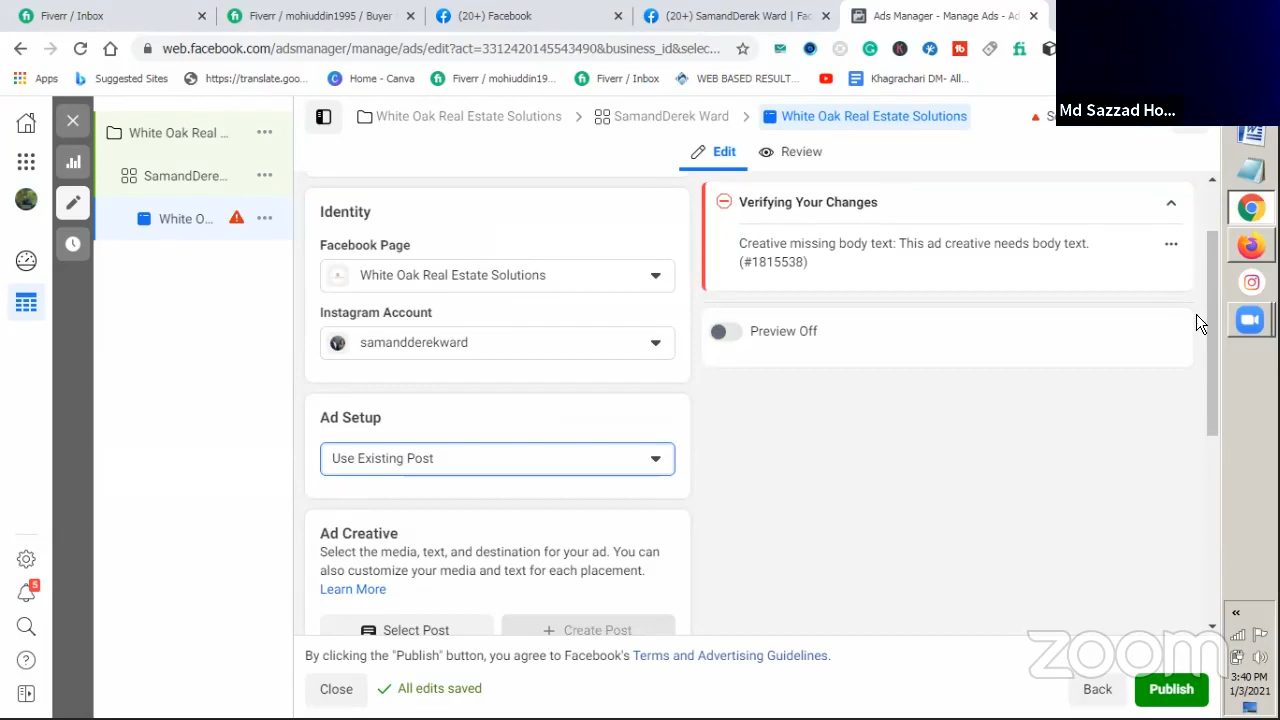 Fiverr / Inbox
Fiverr / mohiuddin1995 / Buyer
(20+) Facebook
(20+) SamandDerek Ward | Fac
Ads Manager - Manage Ads - Ad
web.facebook.com/adsmanager/manage/ads/edit?act=3312420145543490&business_id&selec...
Apps
Suggested Sites
https://translate.goo...
Home - Canva
Fiverr / mohiuddin19...
Fiverr / Inbox
WEB BASED RESULT...
Khagrachari DM- Al...
Md Sazzad Ho...
White Oak Real ...
SamandDere...
White O...
White Oak Real Estate Solutions
SamandDerek Ward
White Oak Real Estate Solutions
Edit
Review
Identity
Facebook Page
White Oak Real Estate Solutions
Instagram Account
samandderekward
Ad Setup
Use Existing Post
Ad Creative
Select the media, text, and destination for your ad. You can
also customize your media and text for each placement.
Learn More
Select Post
+ Create Post
Verifying Your Changes
Creative missing body text: This ad creative needs body text.
(#1815538)
Preview Off
By clicking the "Publish" button, you agree to Facebook's Terms and Advertising Guidelines.
Close
All edits saved
Back
Publish
5
zoom
3:40 PM
1/3/2021